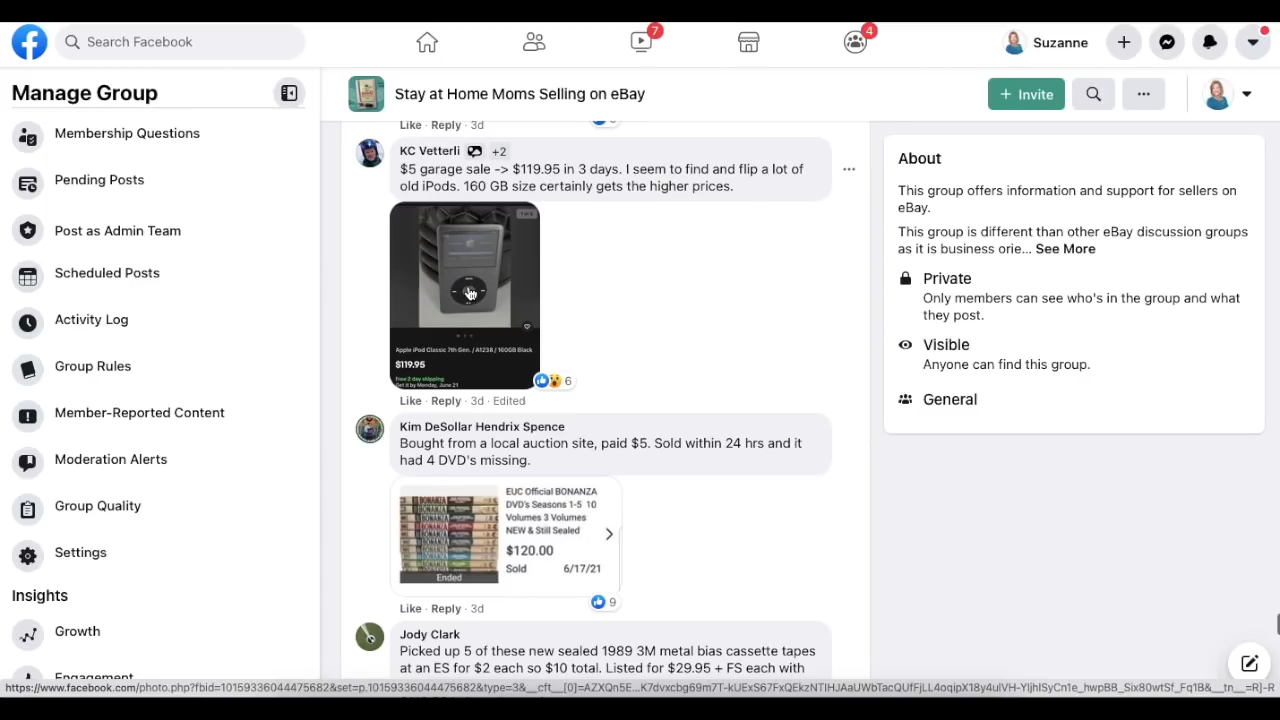 Search Facebook
7
4
Suzanne
Manage Group
Stay at Home Moms Selling on eBay
+ Invite
Membership Questions
Pending Posts
Post as Admin Team
Scheduled Posts
Activity Log
Group Rules
Member-Reported Content
Moderation Alerts
Group Quality
Settings
Insights
Growth
Engagement
Like · Reply · 3d
KC Vetterli +2
$5 garage sale -> $119.95 in 3 days. I seem to find and flip a lot of
old iPods. 160 GB size certainly gets the higher prices.
Apple iPod Classic 7th Gen. / A1238 / 160GB Black
$119.95
Free 2 day shipping
Get it by Monday, June 21
6
Like · Reply · 3d · Edited
Kim DeSollar Hendrix Spence
Bought from a local auction site, paid $5. Sold within 24 hrs and it
had 4 DVD's missing.
BONANZA
Ended
EUC Official BONANZA
DVD's Seasons 1-5 10
Volumes 3 Volumes
NEW & Still Sealed
$120.00
Sold 6/17/21
9
Like · Reply · 3d
Jody Clark
Picked up 5 of these new sealed 1989 3M metal bias cassette tapes
at an ES for $2 each so $10 total. Listed for $29.95 + FS each with
About
This group offers information and support for sellers on
eBay.
This group is different than other eBay discussion groups
as it is business orie... See More
Private
Only members can see who's in the group and what
they post.
Visible
Anyone can find this group.
General